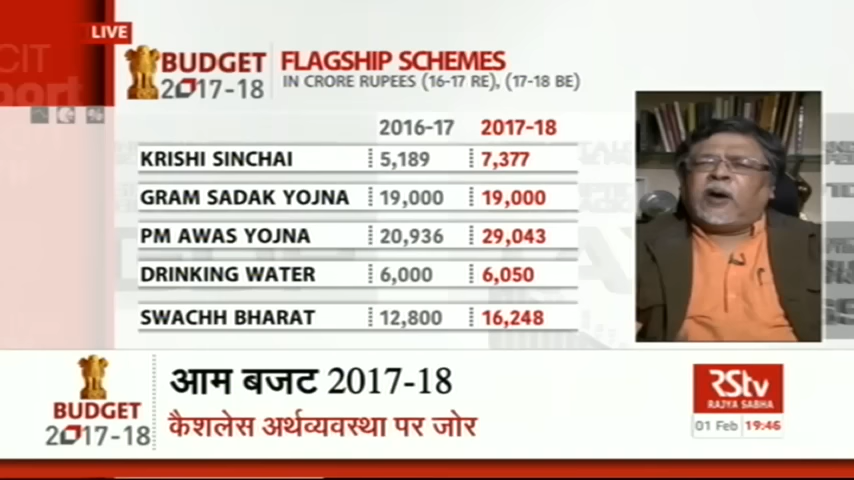 LIVE
CIT
port
BUDGET
2017-18
FLAGSHIP SCHEMES
IN CRORE RUPEES (16-17 RE), (17-18 BE)
2016-17 2017-18
KRISHI SINCHAI 5,189 7,377
GRAM SADAK YOJNA 19,000 19,000
PM AWAS YOJNA 20,936 29,043
DRINKING WATER 6,000 6,050
SWACHH BHARAT 12,800 16,248
BUDGET
2017-18
आम बजट 2017-18
कैशलेस अर्थव्यवस्था पर जोर
RStv
RAJYA SABHA
01 Feb 19:46